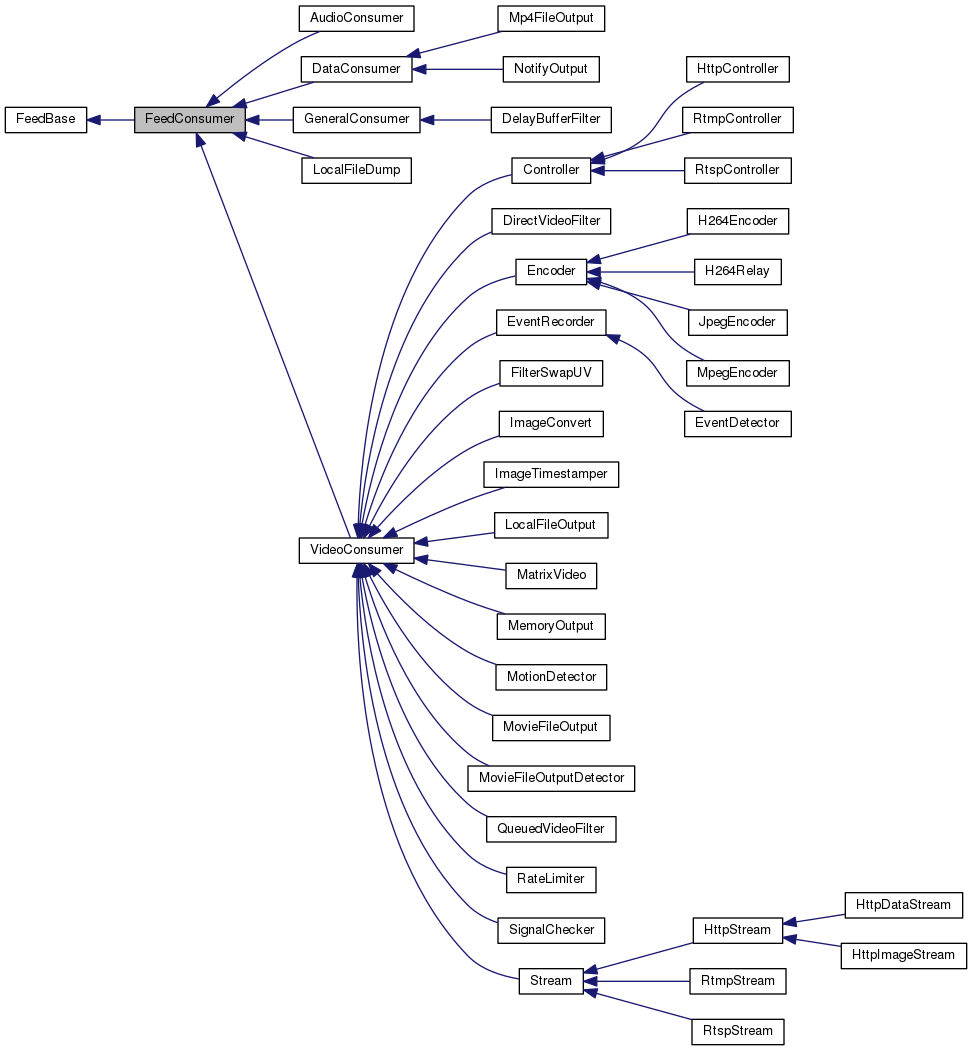 AudioConsumer
Mp4FileOutput
DataConsumer
NotifyOutput
HttpController
FeedBase
FeedConsumer
GeneralConsumer
DelayBufferFilter
RtmpController
LocalFileDump
Controller
RtspController
DirectVideoFilter
H264Encoder
Encoder
H264Relay
EventRecorder
JpegEncoder
FilterSwapUV
MpegEncoder
ImageConvert
EventDetector
ImageTimestamper
LocalFileOutput
VideoConsumer
MatrixVideo
MemoryOutput
MotionDetector
MovieFileOutput
MovieFileOutputDetector
QueuedVideoFilter
RateLimiter
HttpDataStream
SignalChecker
HttpStream
HttpImageStream
Stream
RtmpStream
RtspStream